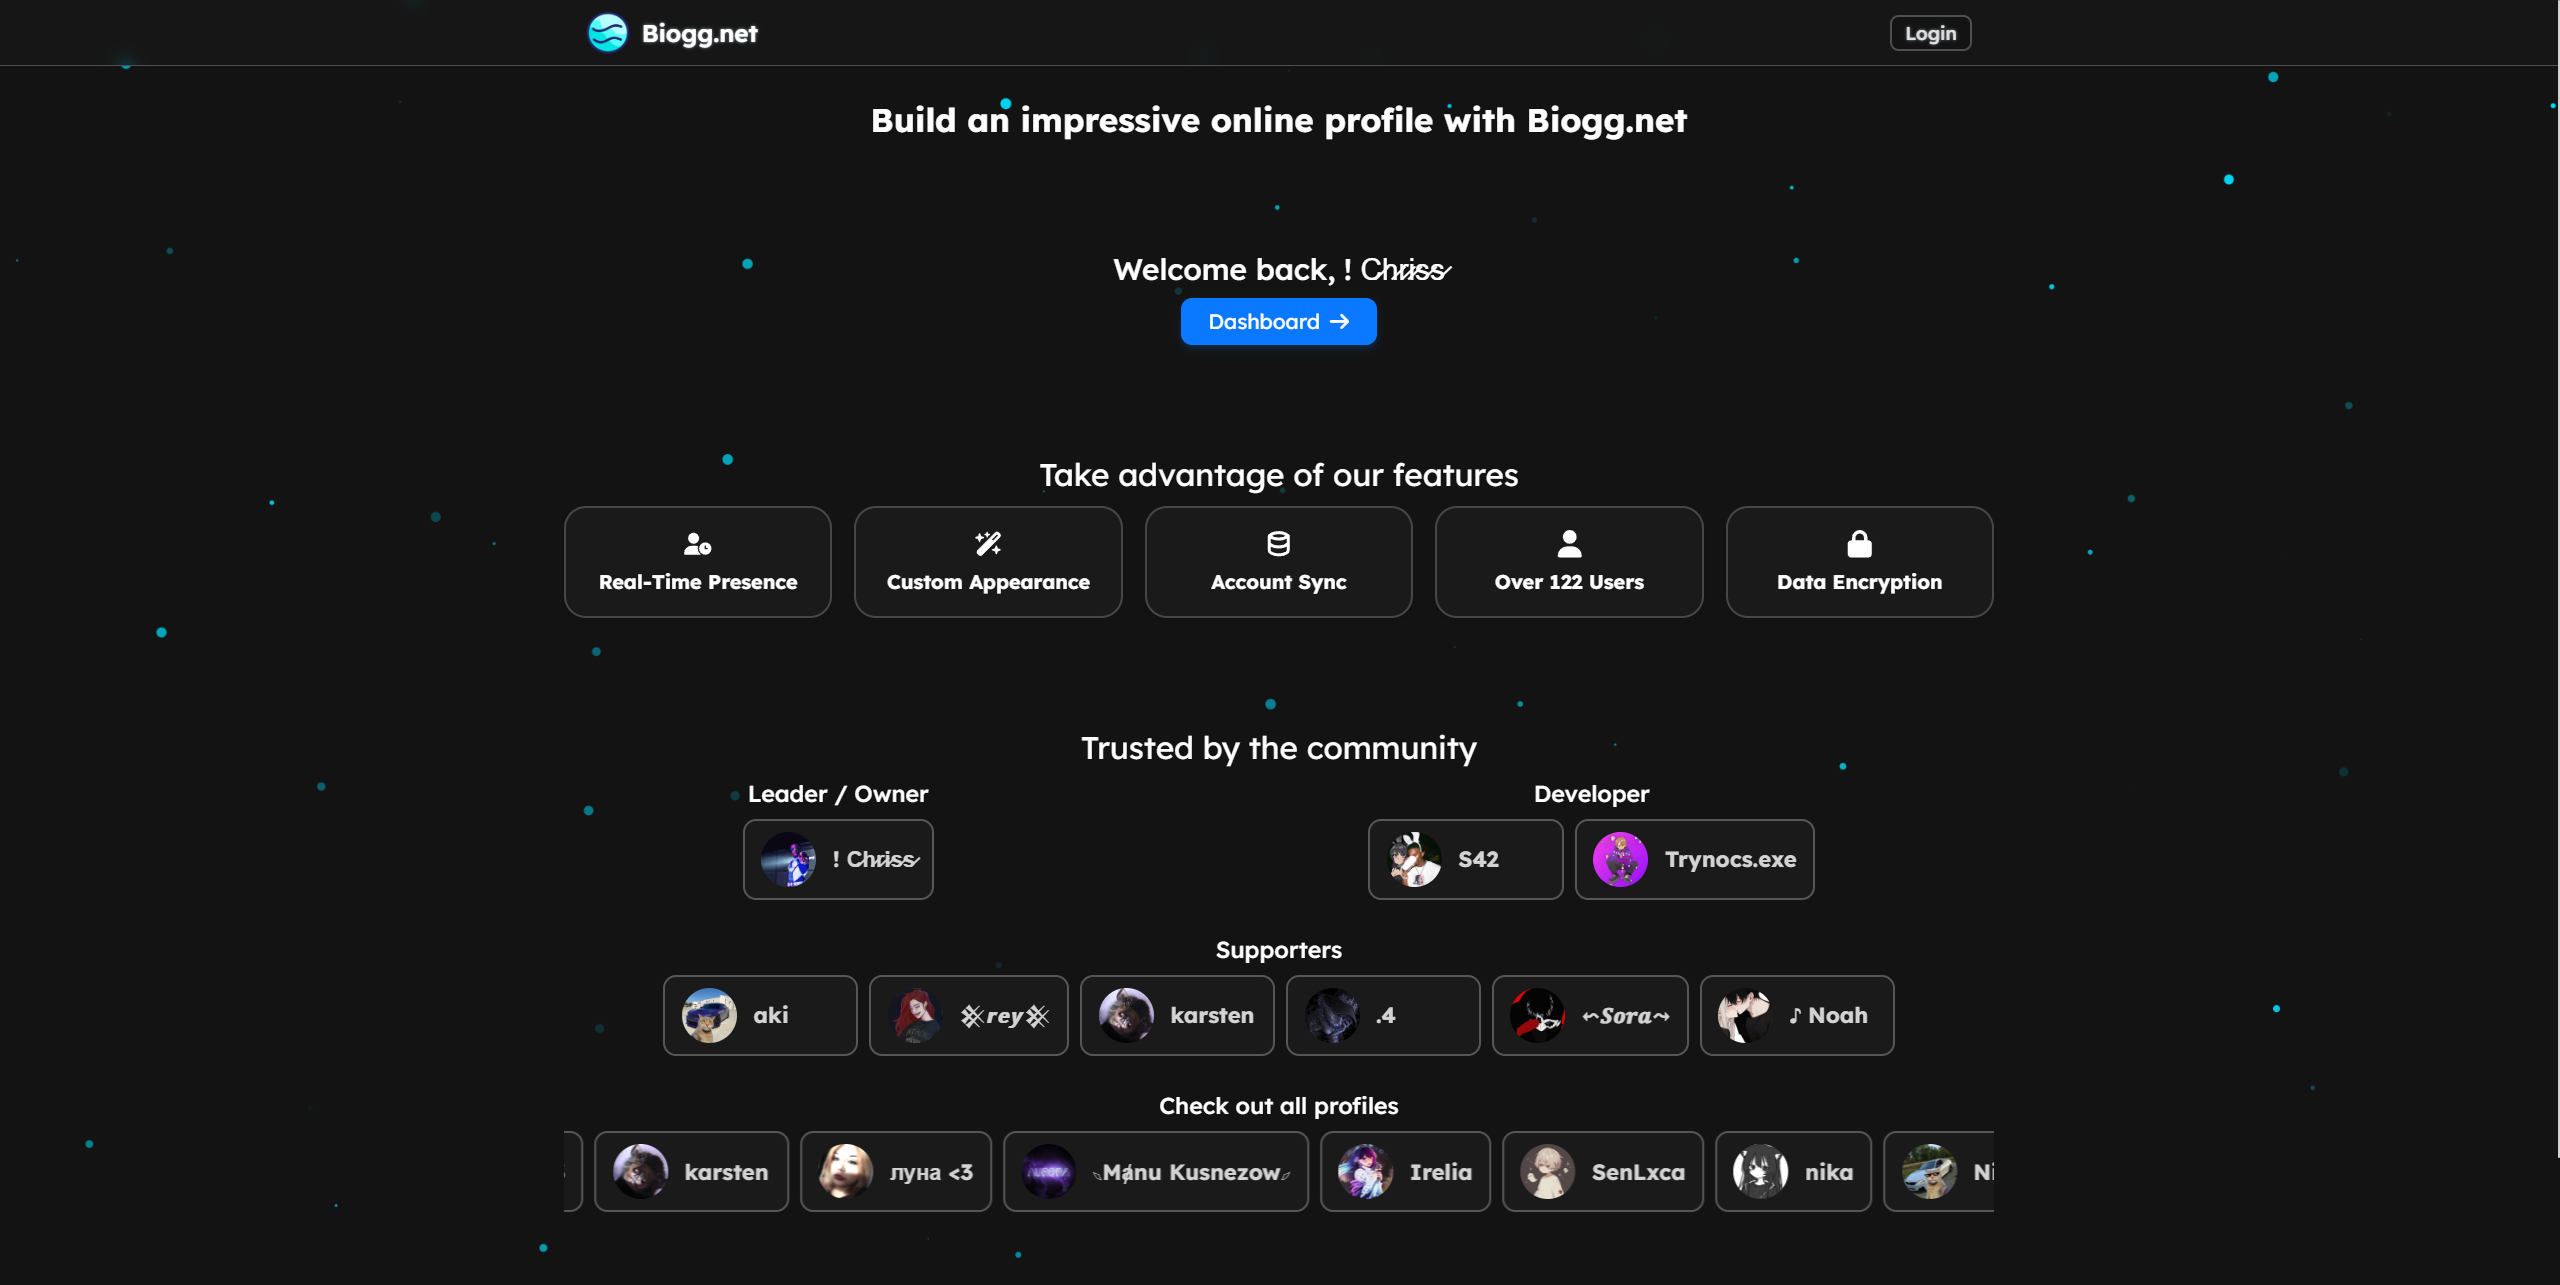 Biogg.net
Login
Build an impressive online profile with Biogg.net
Welcome back, ! Chriss
Dashboard →
Take advantage of our features
Real-Time Presence
Custom Appearance
Account Sync
Over 122 Users
Data Encryption
Trusted by the community
Leader / Owner
Developer
! Chriss
S42
Trynocs.exe
Supporters
aki
rey
karsten
.4
Sora
♪ Noah
Check out all profiles
karsten
луна <3
Manu Kusnezow
Irelia
SenLxca
nika